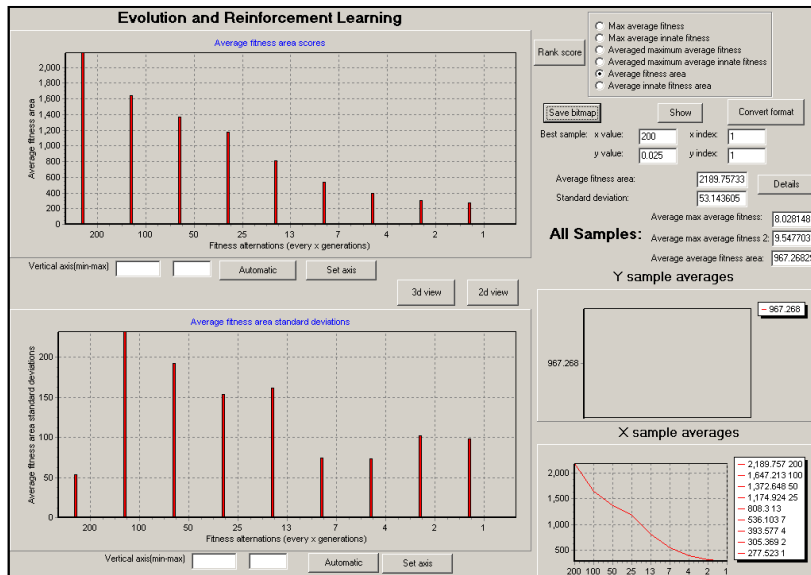 Evolution and Reinforcement Learning
Average fitness area scores
Average fitness area
2,000
1,800
1,600
1,400
1,200
1,000
800
600
400
200
0
200 100 50 25 13 7 4 2 1
Fitness alternations (every x generations)
Vertical axis(min-max)
Automatic
Set axis
3d view
2d view
Average fitness area standard deviations
Average fitness area standard deviations
200
150
100
50
0
200 100 50 25 13 7 4 2 1
Fitness alternations (every x generations)
Vertical axis(min-max)
Automatic
Set axis
Rank score
Max average fitness
Max average innate fitness
Averaged maximum average fitness
Averaged maximum average innate fitness
Average fitness area
Average innate fitness area
Save bitmap
Show
Convert format
Best sample: x value: 200 x index: 1
y value: 0.025 y index: 1
Average fitness area: 2189.75733
Standard deviation: 53.143605
Details
All Samples:
Average max average fitness: 8.028148
Average max average fitness 2: 9.547703
Average average fitness area: 967.26829
Y sample averages
967.268
967.268
X sample averages
2,000
1,500
1,000
500
200 100 50 25 13 7 4 2 1
2,189.757 200
1,647.213 100
1,372.648 50
1,174.924 25
808.3 13
536.103 7
393.577 4
305.369 2
277.523 1